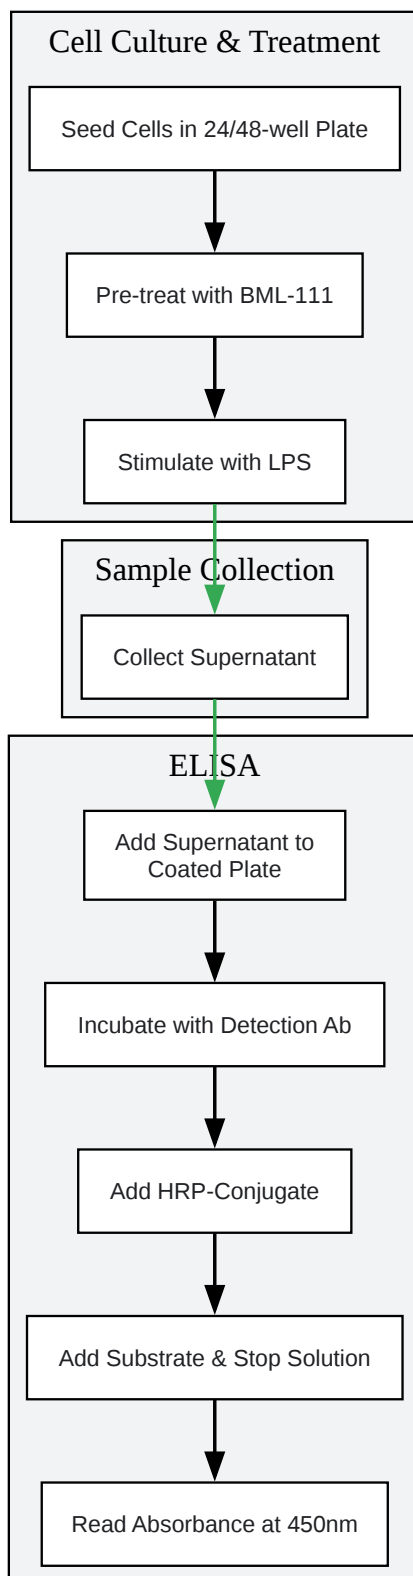 Cell Culture & Treatment
Seed Cells in 24/48-well Plate
Pre-treat with BML-111
Stimulate with LPS
Sample Collection
Collect Supernatant
ELISA
Add Supernatant to
Coated Plate
Incubate with Detection Ab
Add HRP-Conjugate
Add Substrate & Stop Solution
Read Absorbance at 450nm